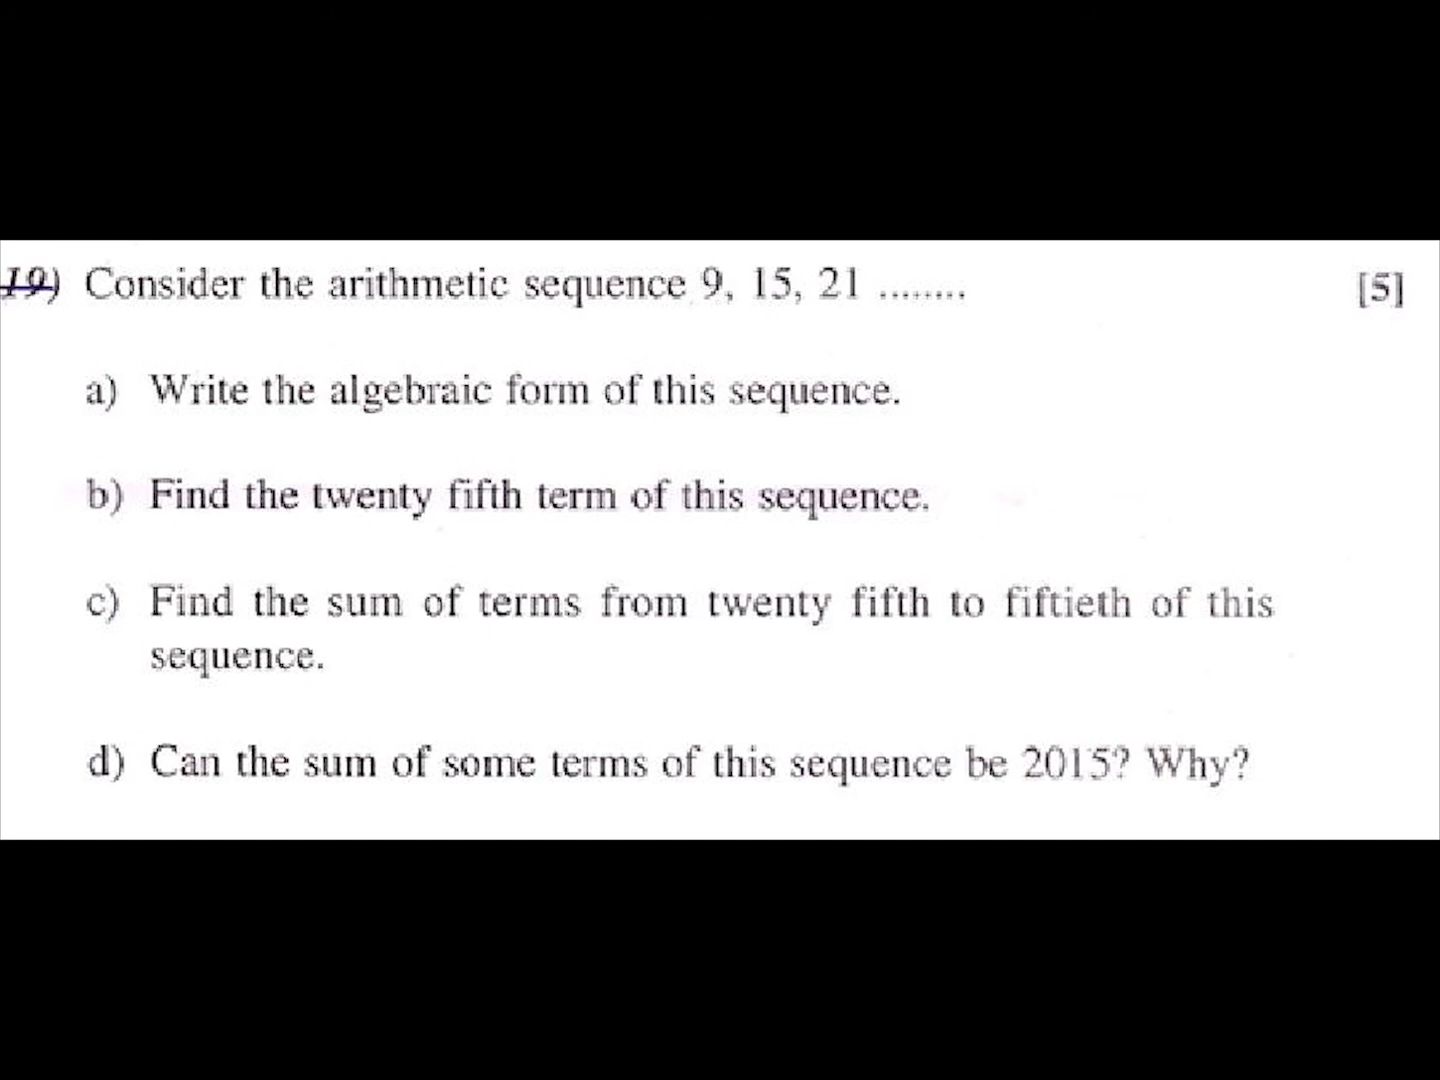 19) Consider the arithmetic sequence 9, 15, 21 ........ [5]
a) Write the algebraic form of this sequence.
b) Find the twenty fifth term of this sequence.
c) Find the sum of terms from twenty fifth to fiftieth of this
sequence.
d) Can the sum of some terms of this sequence be 2015? Why?